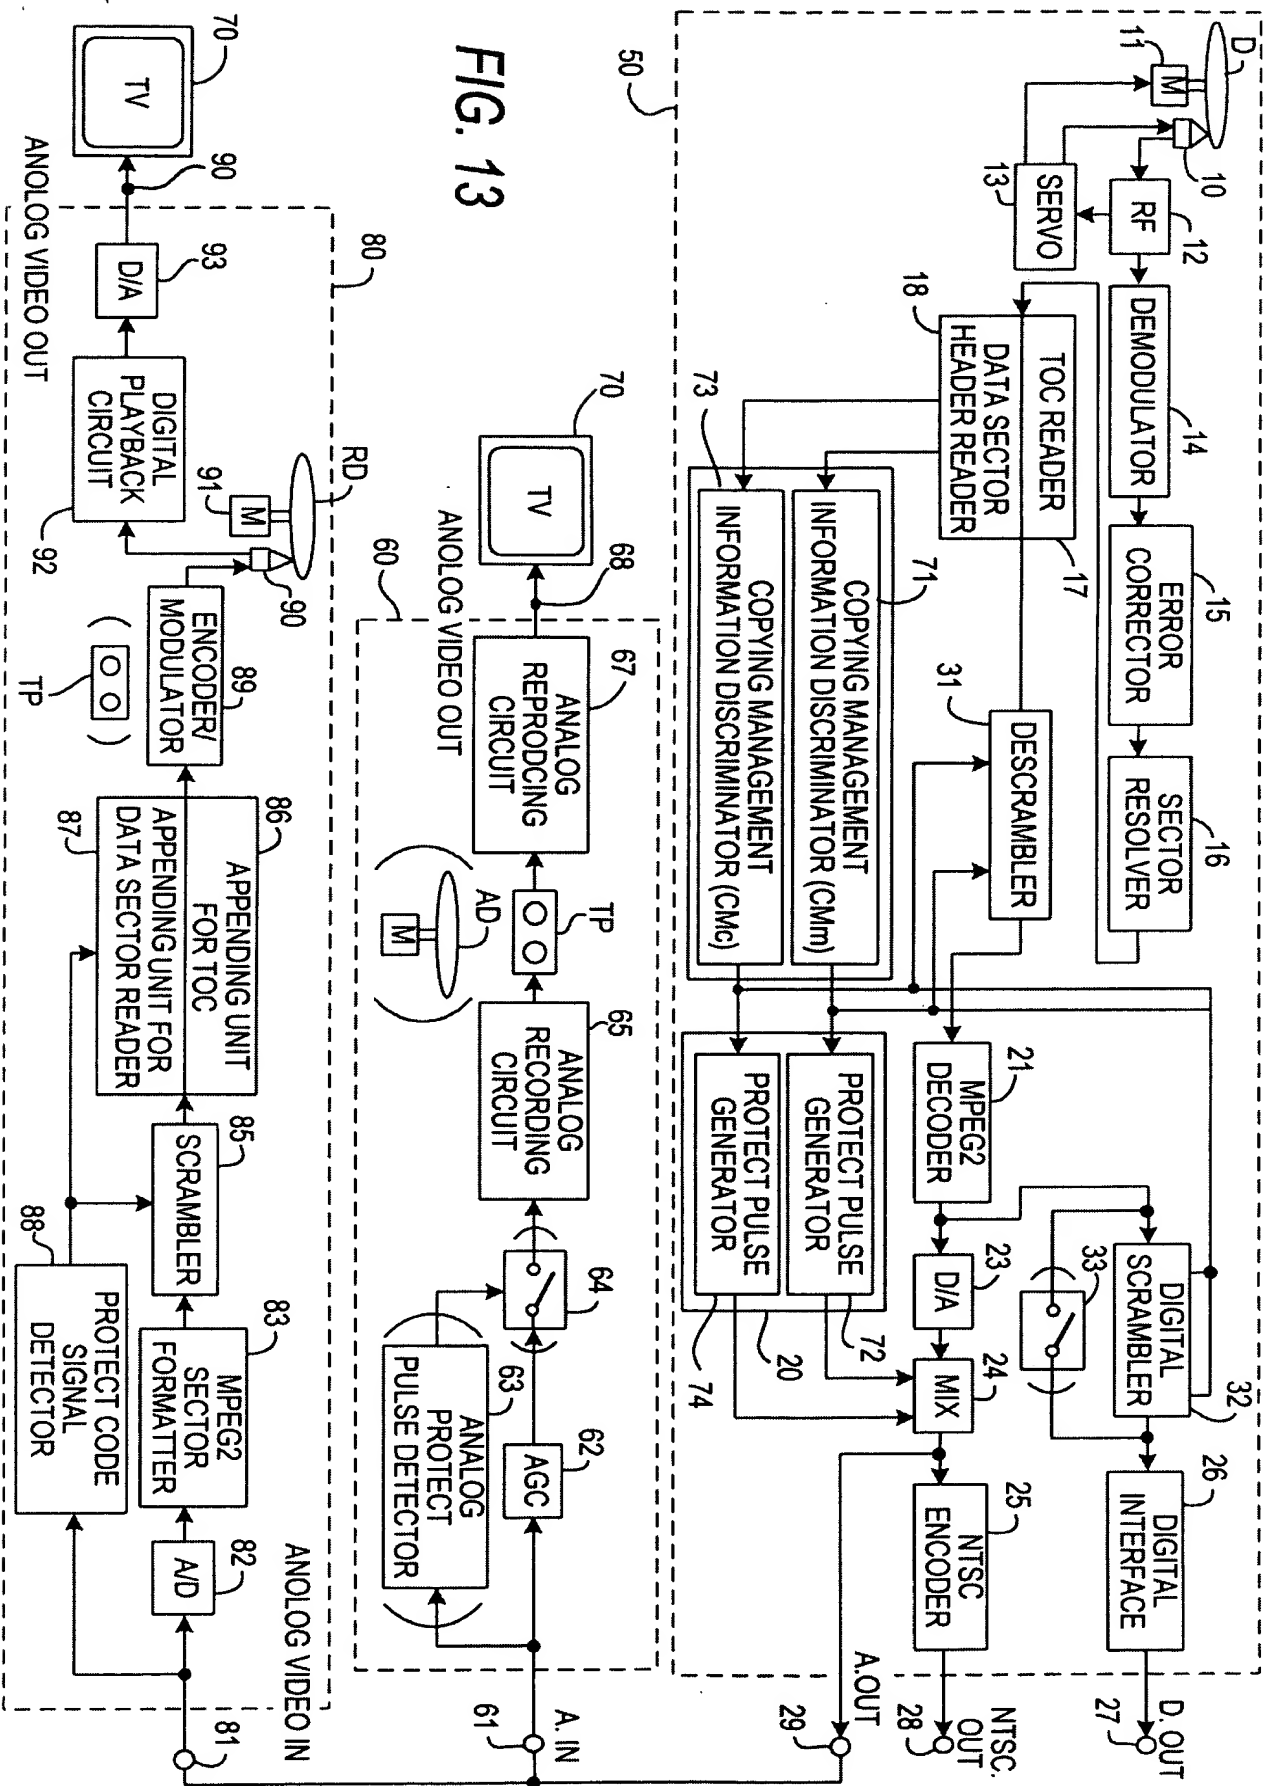 D
11
M
10
RF
12
SERVO
13
DEMODULATOR
14
ERROR
CORRECTOR
15
SECTOR
RESOLVER
16
TOC READER
17
DATA SECTOR
HEADER READER
18
DESCRAMBLER
31
COPYING MANAGEMENT
INFORMATION DISCRIMINATOR (CMm)
71
COPYING MANAGEMENT
INFORMATION DISCRIMINATOR (CMc)
73
MPEG2
DECODER
21
PROTECT PULSE
GENERATOR
72
PROTECT PULSE
GENERATOR
74
20
D/A
23
MIX
24
DIGITAL
SCRAMBLER
32
33
DIGITAL
INTERFACE
26
NTSC
ENCODER
25
D. OUT
27
NTSC.
OUT
28
A.OUT
29
50
FIG. 13
70
TV
68
ANOLOG VIDEO OUT
60
ANALOG
REPRODCING
CIRCUIT
67
TP
AD
M
ANALOG
RECORDING
CIRCUIT
65
64
ANALOG
PROTECT
PULSE DETECTOR
63
AGC
62
A. IN
61
70
TV
90
ANOLOG VIDEO OUT
80
D/A
93
DIGITAL
PLAYBACK
CIRCUIT
92
RD
91
M
90
ENCODER/
MODULATOR
89
TP
86
APPENDING UNIT
FOR TOC
APPENDING UNIT FOR
DATA SECTOR READER
87
SCRAMBLER
85
MPEG2
SECTOR
FORMATTER
83
PROTECT CODE
SIGNAL
DETECTOR
88
A/D
82
ANOLOG VIDEO IN
81